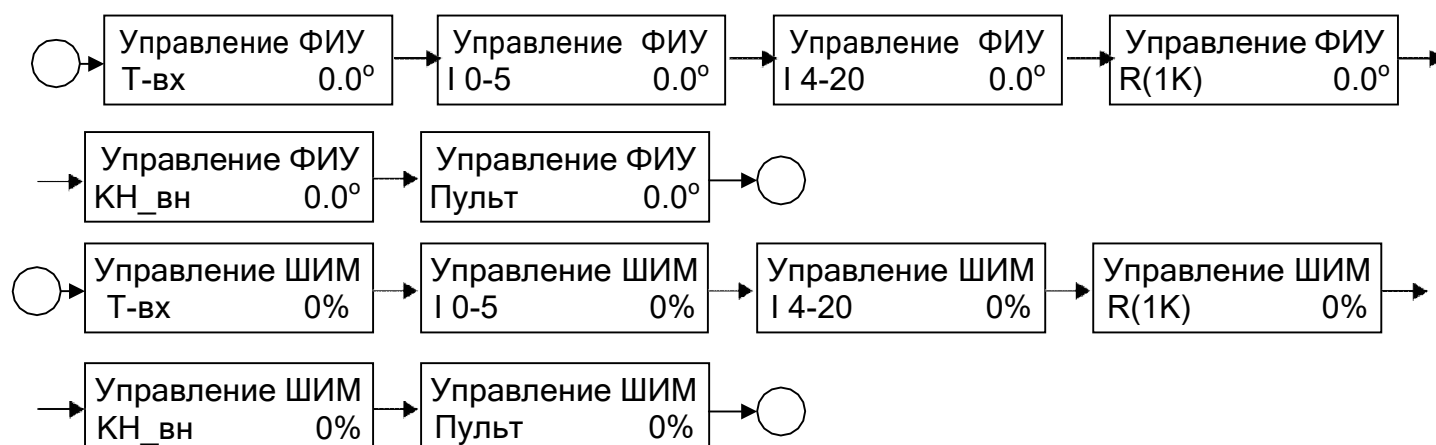 Управление ФИУ
Т-вх 0.0º
Управление ФИУ
I 0-5 0.0º
Управление ФИУ
I 4-20 0.0º
Управление ФИУ
R(1K) 0.0º
Управление ФИУ
КН_вн 0.0º
Управление ФИУ
Пульт 0.0º
Управление ШИМ
Т-вх 0%
Управление ШИМ
I 0-5 0%
Управление ШИМ
I 4-20 0%
Управление ШИМ
R(1K) 0%
Управление ШИМ
КН_вн 0%
Управление ШИМ
Пульт 0%